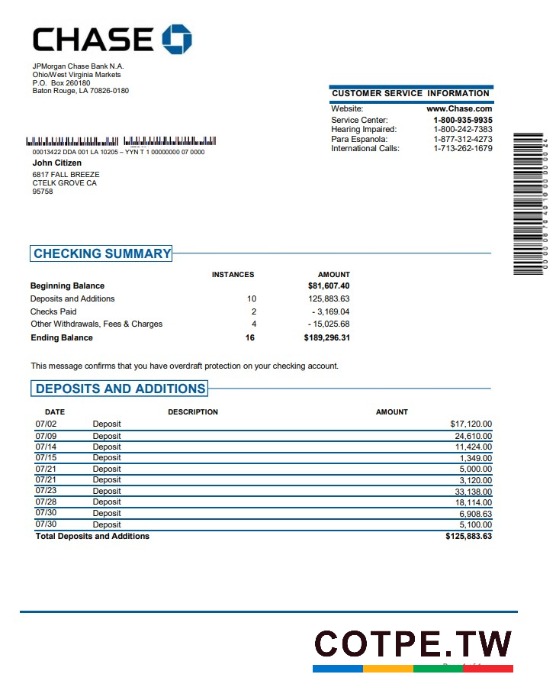 CHASE
JPMorgan Chase Bank N.A.
Ohio/West Virginia Markets
P.O. Box 260180
Baton Rouge, LA 70826-0180
CUSTOMER SERVICE INFORMATION
Website: www.Chase.com
Service Center: 1-800-935-9935
Hearing Impaired: 1-800-242-7383
Para Espanola: 1-877-312-4273
International Calls: 1-713-262-1679
00013422 DDA 001 LA 10205 – YYN T 1 00000000 07 0000
John Citizen
6817 FALL BREEZE
CTELK GROVE CA
95758
CHECKING SUMMARY
INSTANCES AMOUNT
Beginning Balance $81,607.40
Deposits and Additions 10 125,883.63
Checks Paid 2 - 3,169.04
Other Withdrawals, Fees & Charges 4 - 15,025.68
Ending Balance 16 $189,296.31
This message confirms that you have overdraft protection on your checking account.
DEPOSITS AND ADDITIONS
DATE DESCRIPTION AMOUNT
07/02 Deposit $17,120.00
07/09 Deposit 24,610.00
07/14 Deposit 11,424.00
07/15 Deposit 1,349.00
07/21 Deposit 5,000.00
07/21 Deposit 3,120.00
07/23 Deposit 33,138.00
07/28 Deposit 18,114.00
07/30 Deposit 6,908.63
07/30 Deposit 5,100.00
Total Deposits and Additions $125,883.63
COTPE.TW